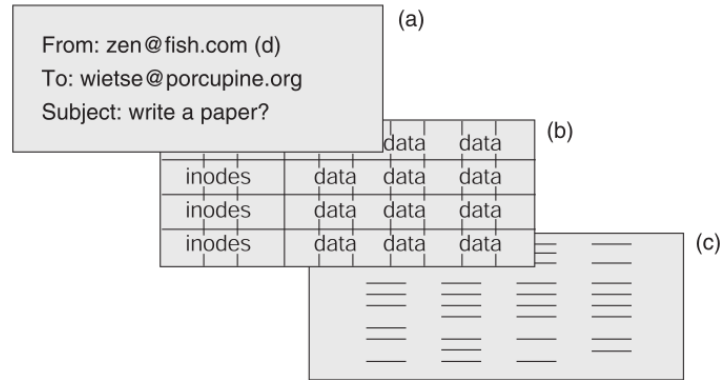 (a)
From: zen@fish.com (d)
To: wietse@porcupine.org
Subject: write a paper?
(b)
data data
inodes data data data
inodes data data data
inodes data data data
(c)